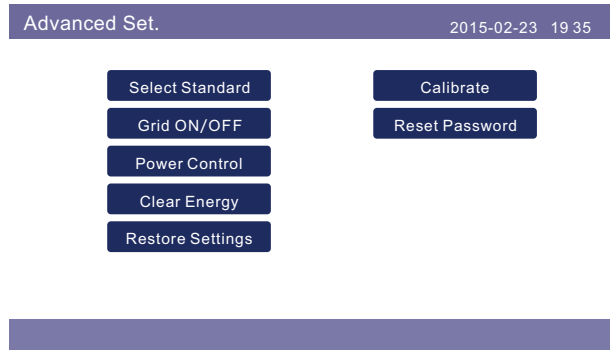 Advanced Set.
2015-02-23 19 35
Select Standard
Grid ON/OFF
Power Control
Clear Energy
Restore Settings
Calibrate
Reset Password